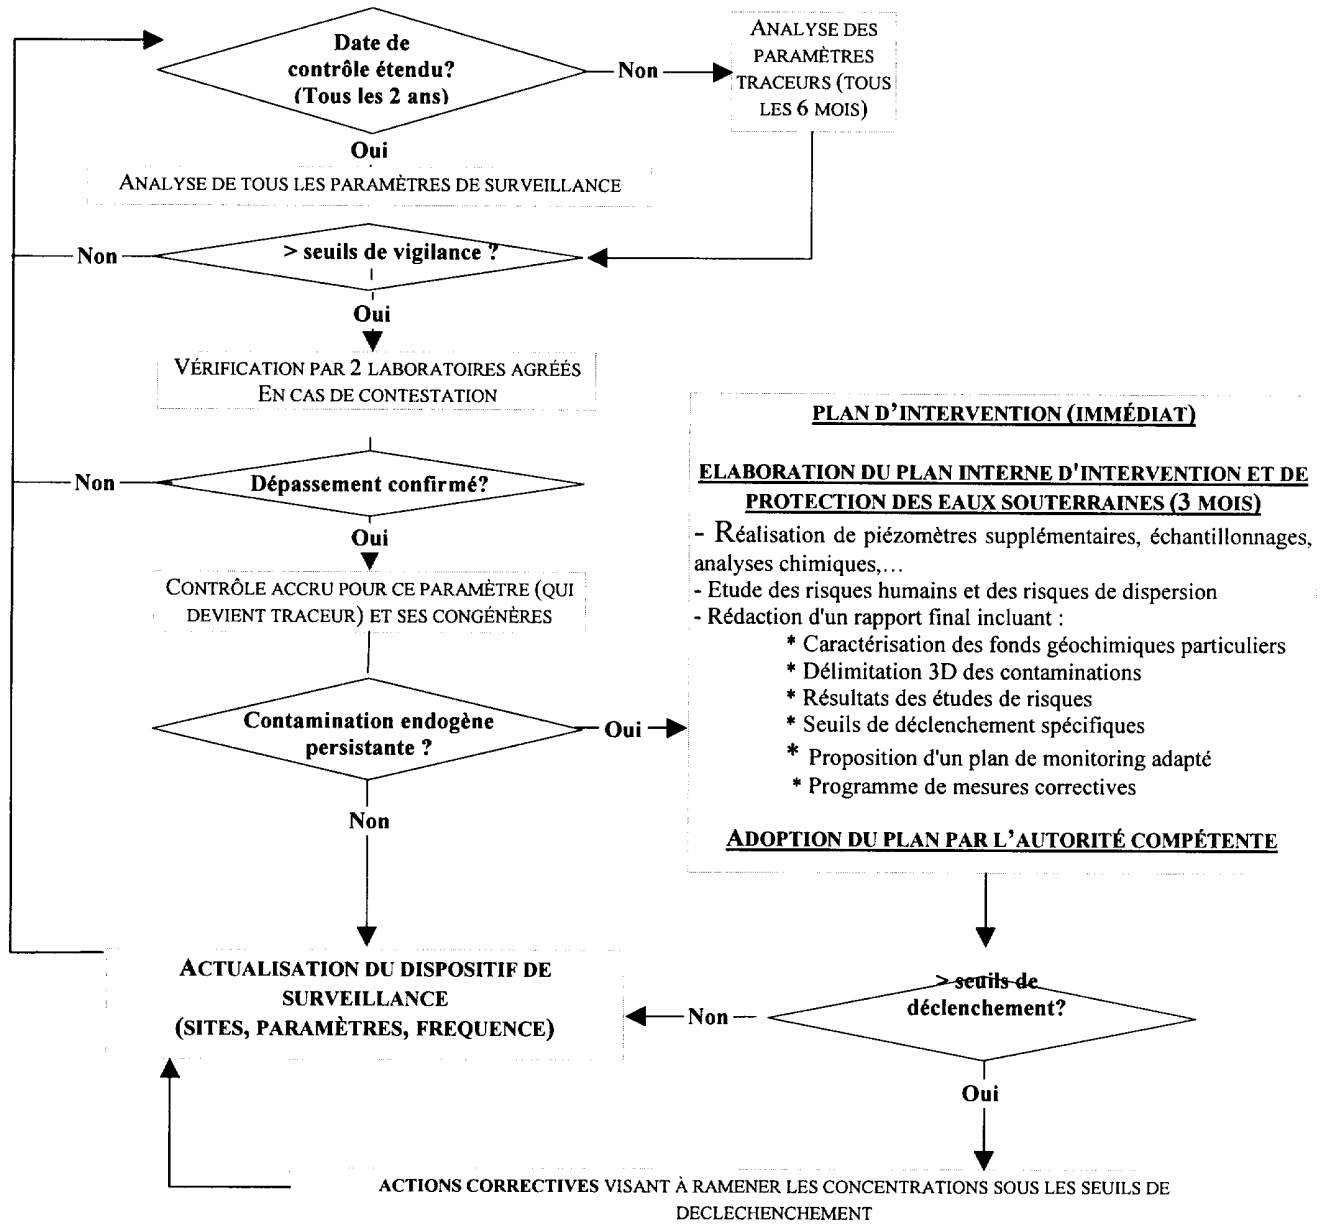 Date de
contrôle étendu?
(Tous les 2 ans)
Non
ANALYSE DES
PARAMÈTRES
TRACEURS (TOUS
LES 6 MOIS)
Oui
ANALYSE DE TOUS LES PARAMÈTRES DE SURVEILLANCE
Non
> seuils de vigilance ?
Oui
VÉRIFICATION PAR 2 LABORATOIRES AGRÉÉS
EN CAS DE CONTESTATION
Non
Dépassement confirmé?
Oui
CONTRÔLE ACCRU POUR CE PARAMÈTRE (QUI
DEVIENT TRACEUR) ET SES CONGÉNÈRES
Contamination endogène
persistante ?
Oui
Non
PLAN D'INTERVENTION (IMMÉDIAT)
ELABORATION DU PLAN INTERNE D'INTERVENTION ET DE
PROTECTION DES EAUX SOUTERRAINES (3 MOIS)
- Réalisation de piézomètres supplémentaires, échantillonnages,
analyses chimiques,...
- Etude des risques humains et des risques de dispersion
- Rédaction d'un rapport final incluant :
* Caractérisation des fonds géochimiques particuliers
* Délimitation 3D des contaminations
* Résultats des études de risques
* Seuils de déclenchement spécifiques
* Proposition d'un plan de monitoring adapté
* Programme de mesures correctives
ADOPTION DU PLAN PAR L'AUTORITÉ COMPÉTENTE
ACTUALISATION DU DISPOSITIF DE
SURVEILLANCE
(SITES, PARAMÈTRES, FREQUENCE)
Non
> seuils de
déclenchement?
Oui
ACTIONS CORRECTIVES VISANT À RAMENER LES CONCENTRATIONS SOUS LES SEUILS DE
DECLECHENCHEMENT